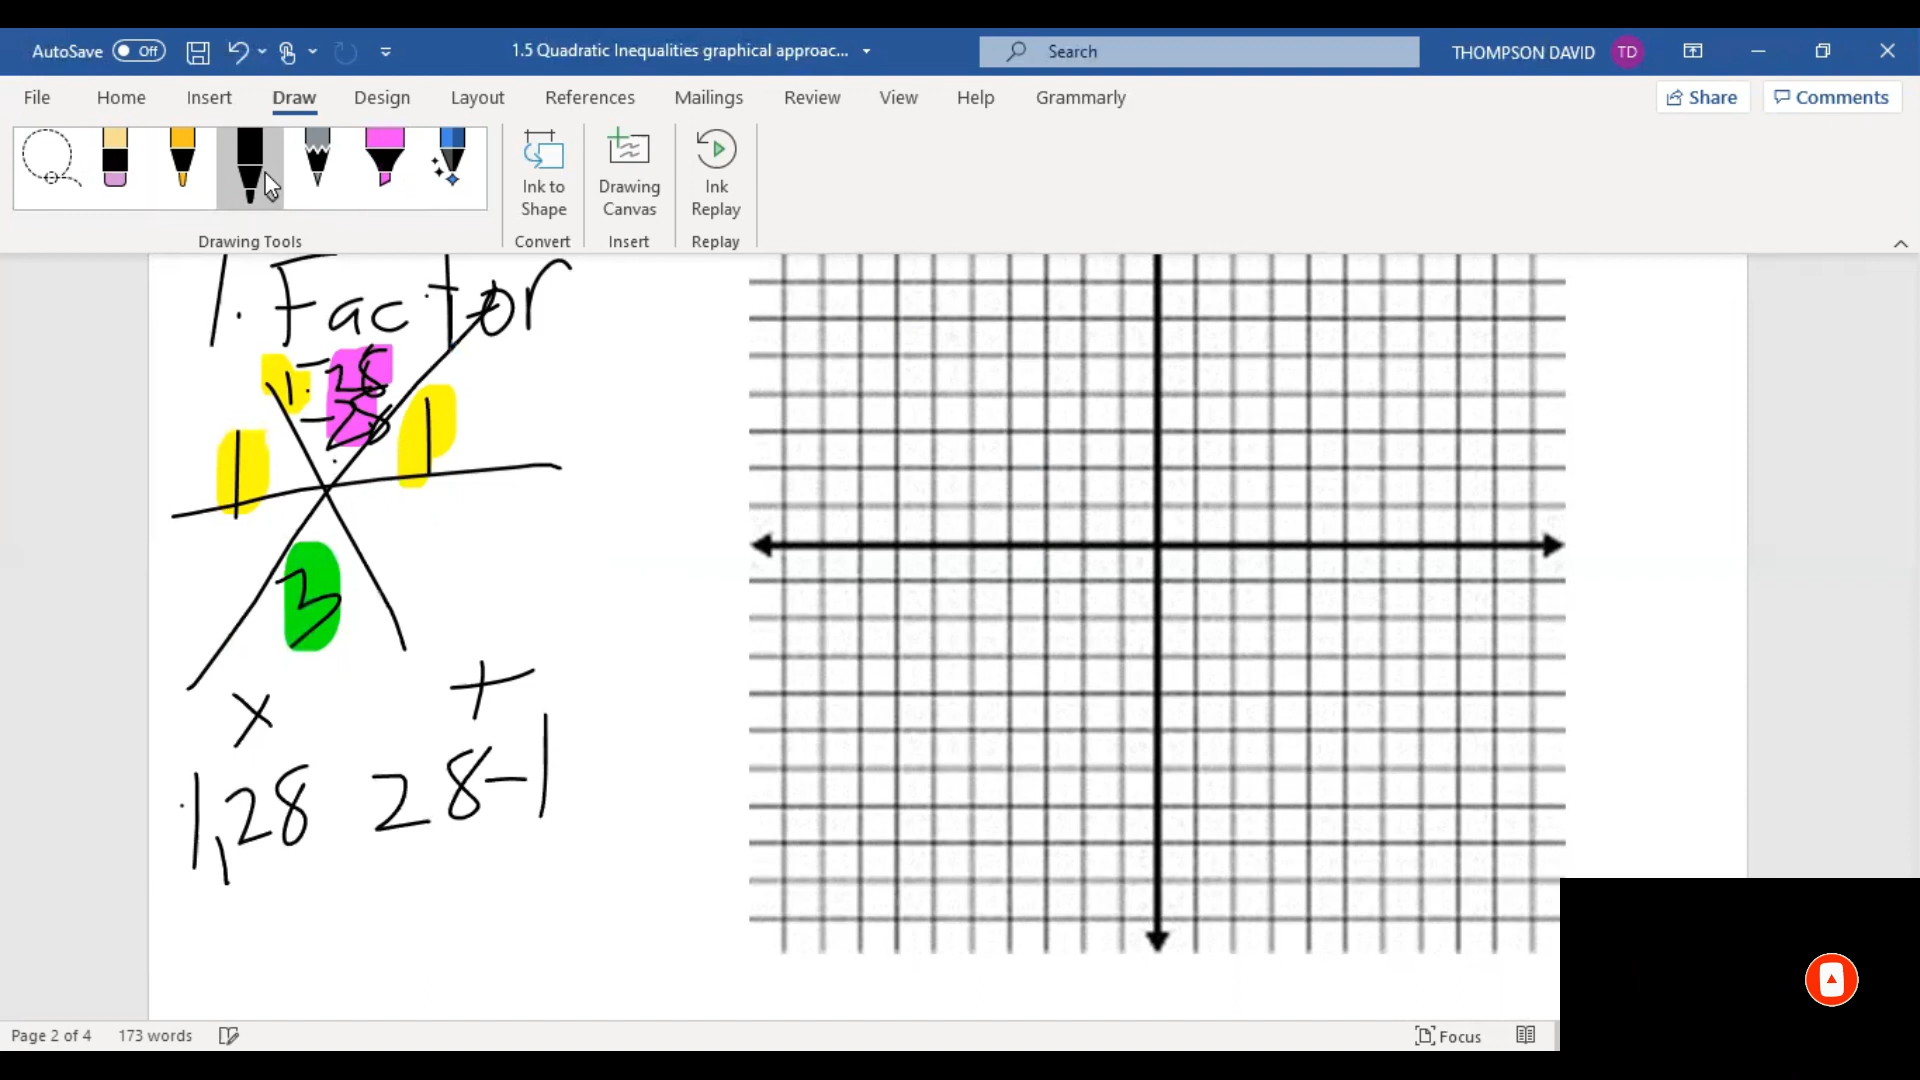 AutoSave Off 1.5 Quadratic Inequalities graphical approac... Search THOMPSON DAVID TD
File Home Insert Draw Design Layout References Mailings Review View Help Grammarly Share Comments
Ink to Shape
Drawing Canvas
Ink Replay
Drawing Tools Convert Insert Replay
1. Factor
1·-28
-28
1 1
3
x +
1,28 28-1
Page 2 of 4 173 words Focus